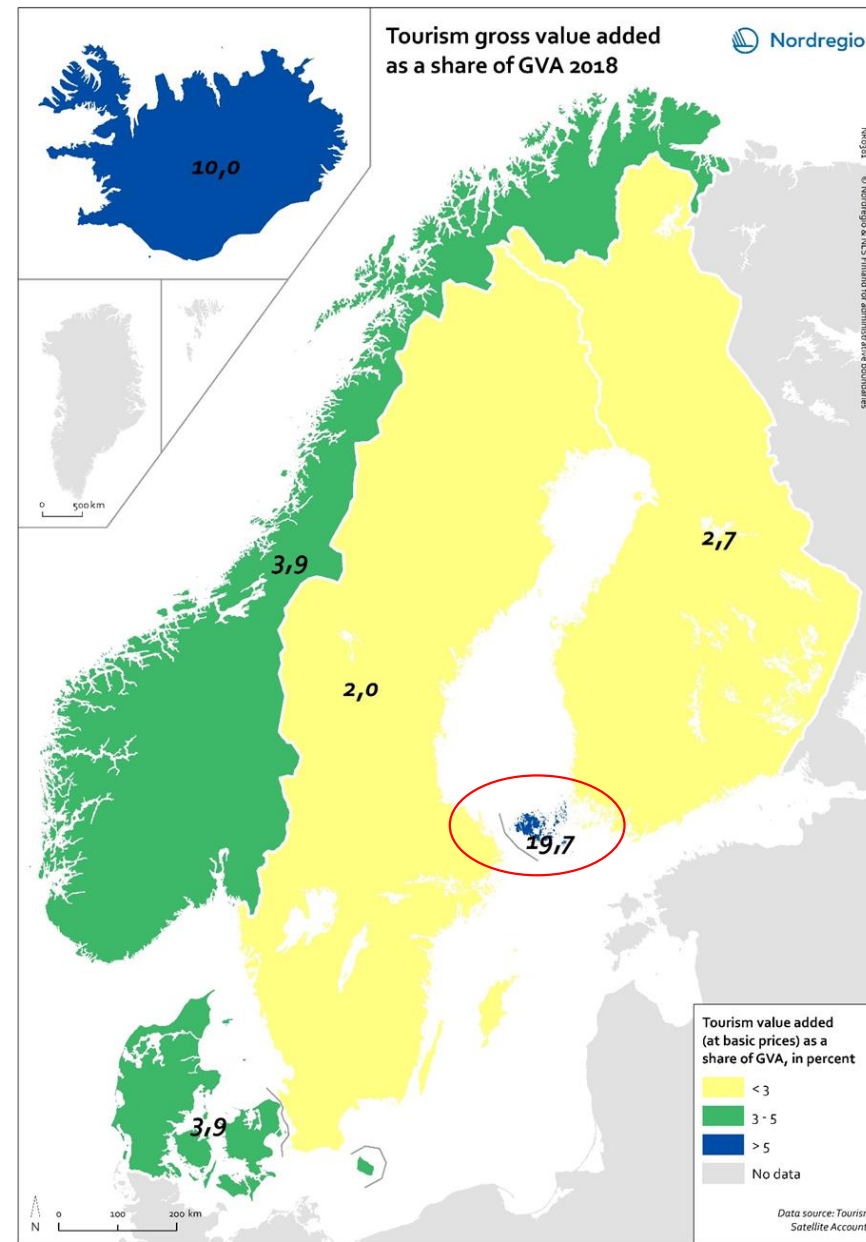 Tourism gross value added
as a share of GVA 2018
Nordregio
10,0
0 500 km
3,9
2,7
2,0
19,7
3,9
© Nordregio & NLS Finland for administrative boundaries
Tourism value added
(at basic prices) as a
share of GVA, in percent
< 3
3 - 5
> 5
No data
N
0 100 200 km
Data source: Tourism
Satellite Account